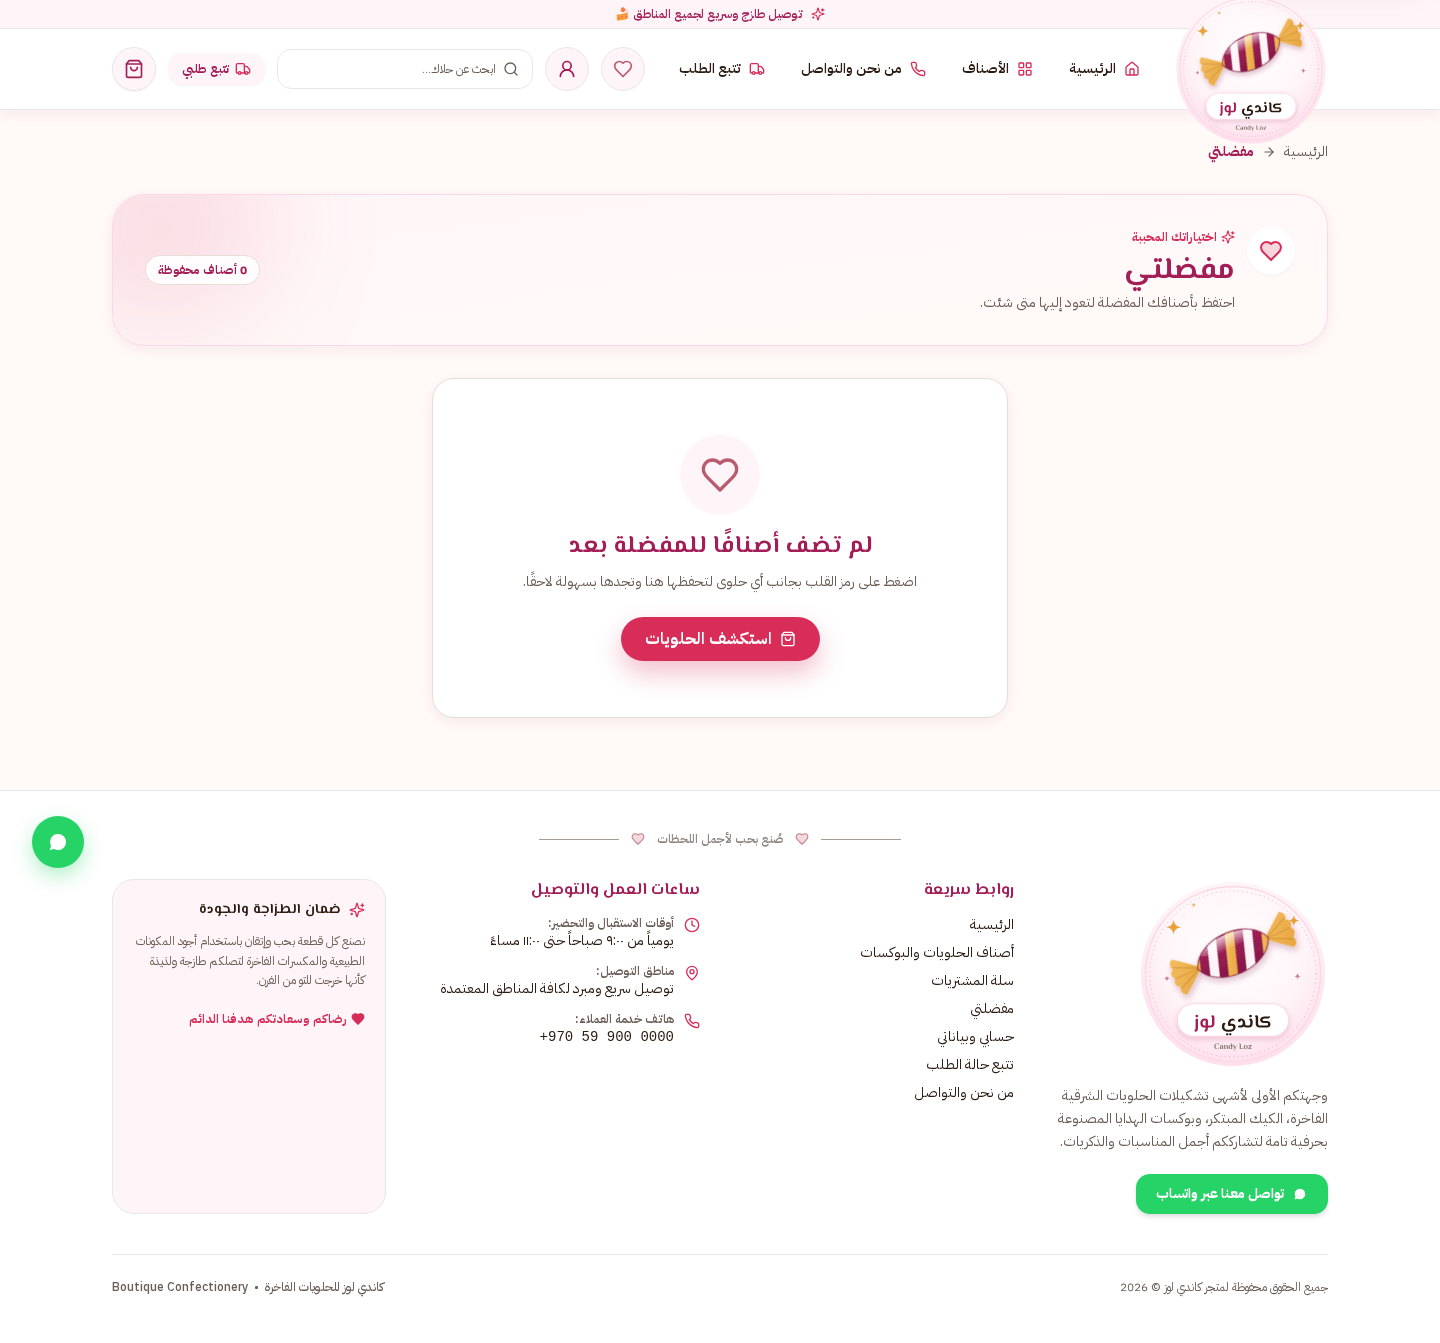 توصيل طازج وسريع لجميع المناطق 🍰
كاندي لوز
Candy Loz
الرئيسية
الأصناف
من نحن والتواصل
تتبع الطلب
ابحث عن حلاك...
تتبع طلبي
الرئيسية → مفضلتي
اختياراتك المحببة
مفضلتي
احتفظ بأصنافك المفضلة لتعود إليها متى شئت.
0 أصناف محفوظة
لم تضف أصنافًا للمفضلة بعد
اضغط على رمز القلب بجانب أي حلوى لتحفظها هنا وتجدها بسهولة لاحقًا.
استكشف الحلويات
صُنع بحب لأجمل اللحظات
كاندي لوز
Candy Loz
وجهتكم الأولى لأشهى تشكيلات الحلويات الشرقية
الفاخرة، الكيك المبتكر، وبوكسات الهدايا المصنوعة
بحرفية تامة لتشارككم أجمل المناسبات والذكريات.
تواصل معنا عبر واتساب
روابط سريعة
الرئيسية
أصناف الحلويات والبوكسات
سلة المشتريات
مفضلتي
حسابي وبياناتي
تتبع حالة الطلب
من نحن والتواصل
ساعات العمل والتوصيل
أوقات الاستقبال والتحضير:
يومياً من ٩:٠٠ صباحاً حتى ١١:٠٠ مساءً
مناطق التوصيل:
توصيل سريع ومبرد لكافة المناطق المعتمدة
هاتف خدمة العملاء:
+970 59 900 0000
ضمان الطزاجة والجودة
نصنع كل قطعة بحب وإتقان باستخدام أجود المكونات
الطبيعية والمكسرات الفاخرة لتصلكم طازجة ولذيذة
كأنها خرجت للتو من الفرن.
رضاكم وسعادتكم هدفنا الدائم
جميع الحقوق محفوظة لمتجر كاندي لوز © 2026
كاندي لوز للحلويات الفاخرة • Boutique Confectionery